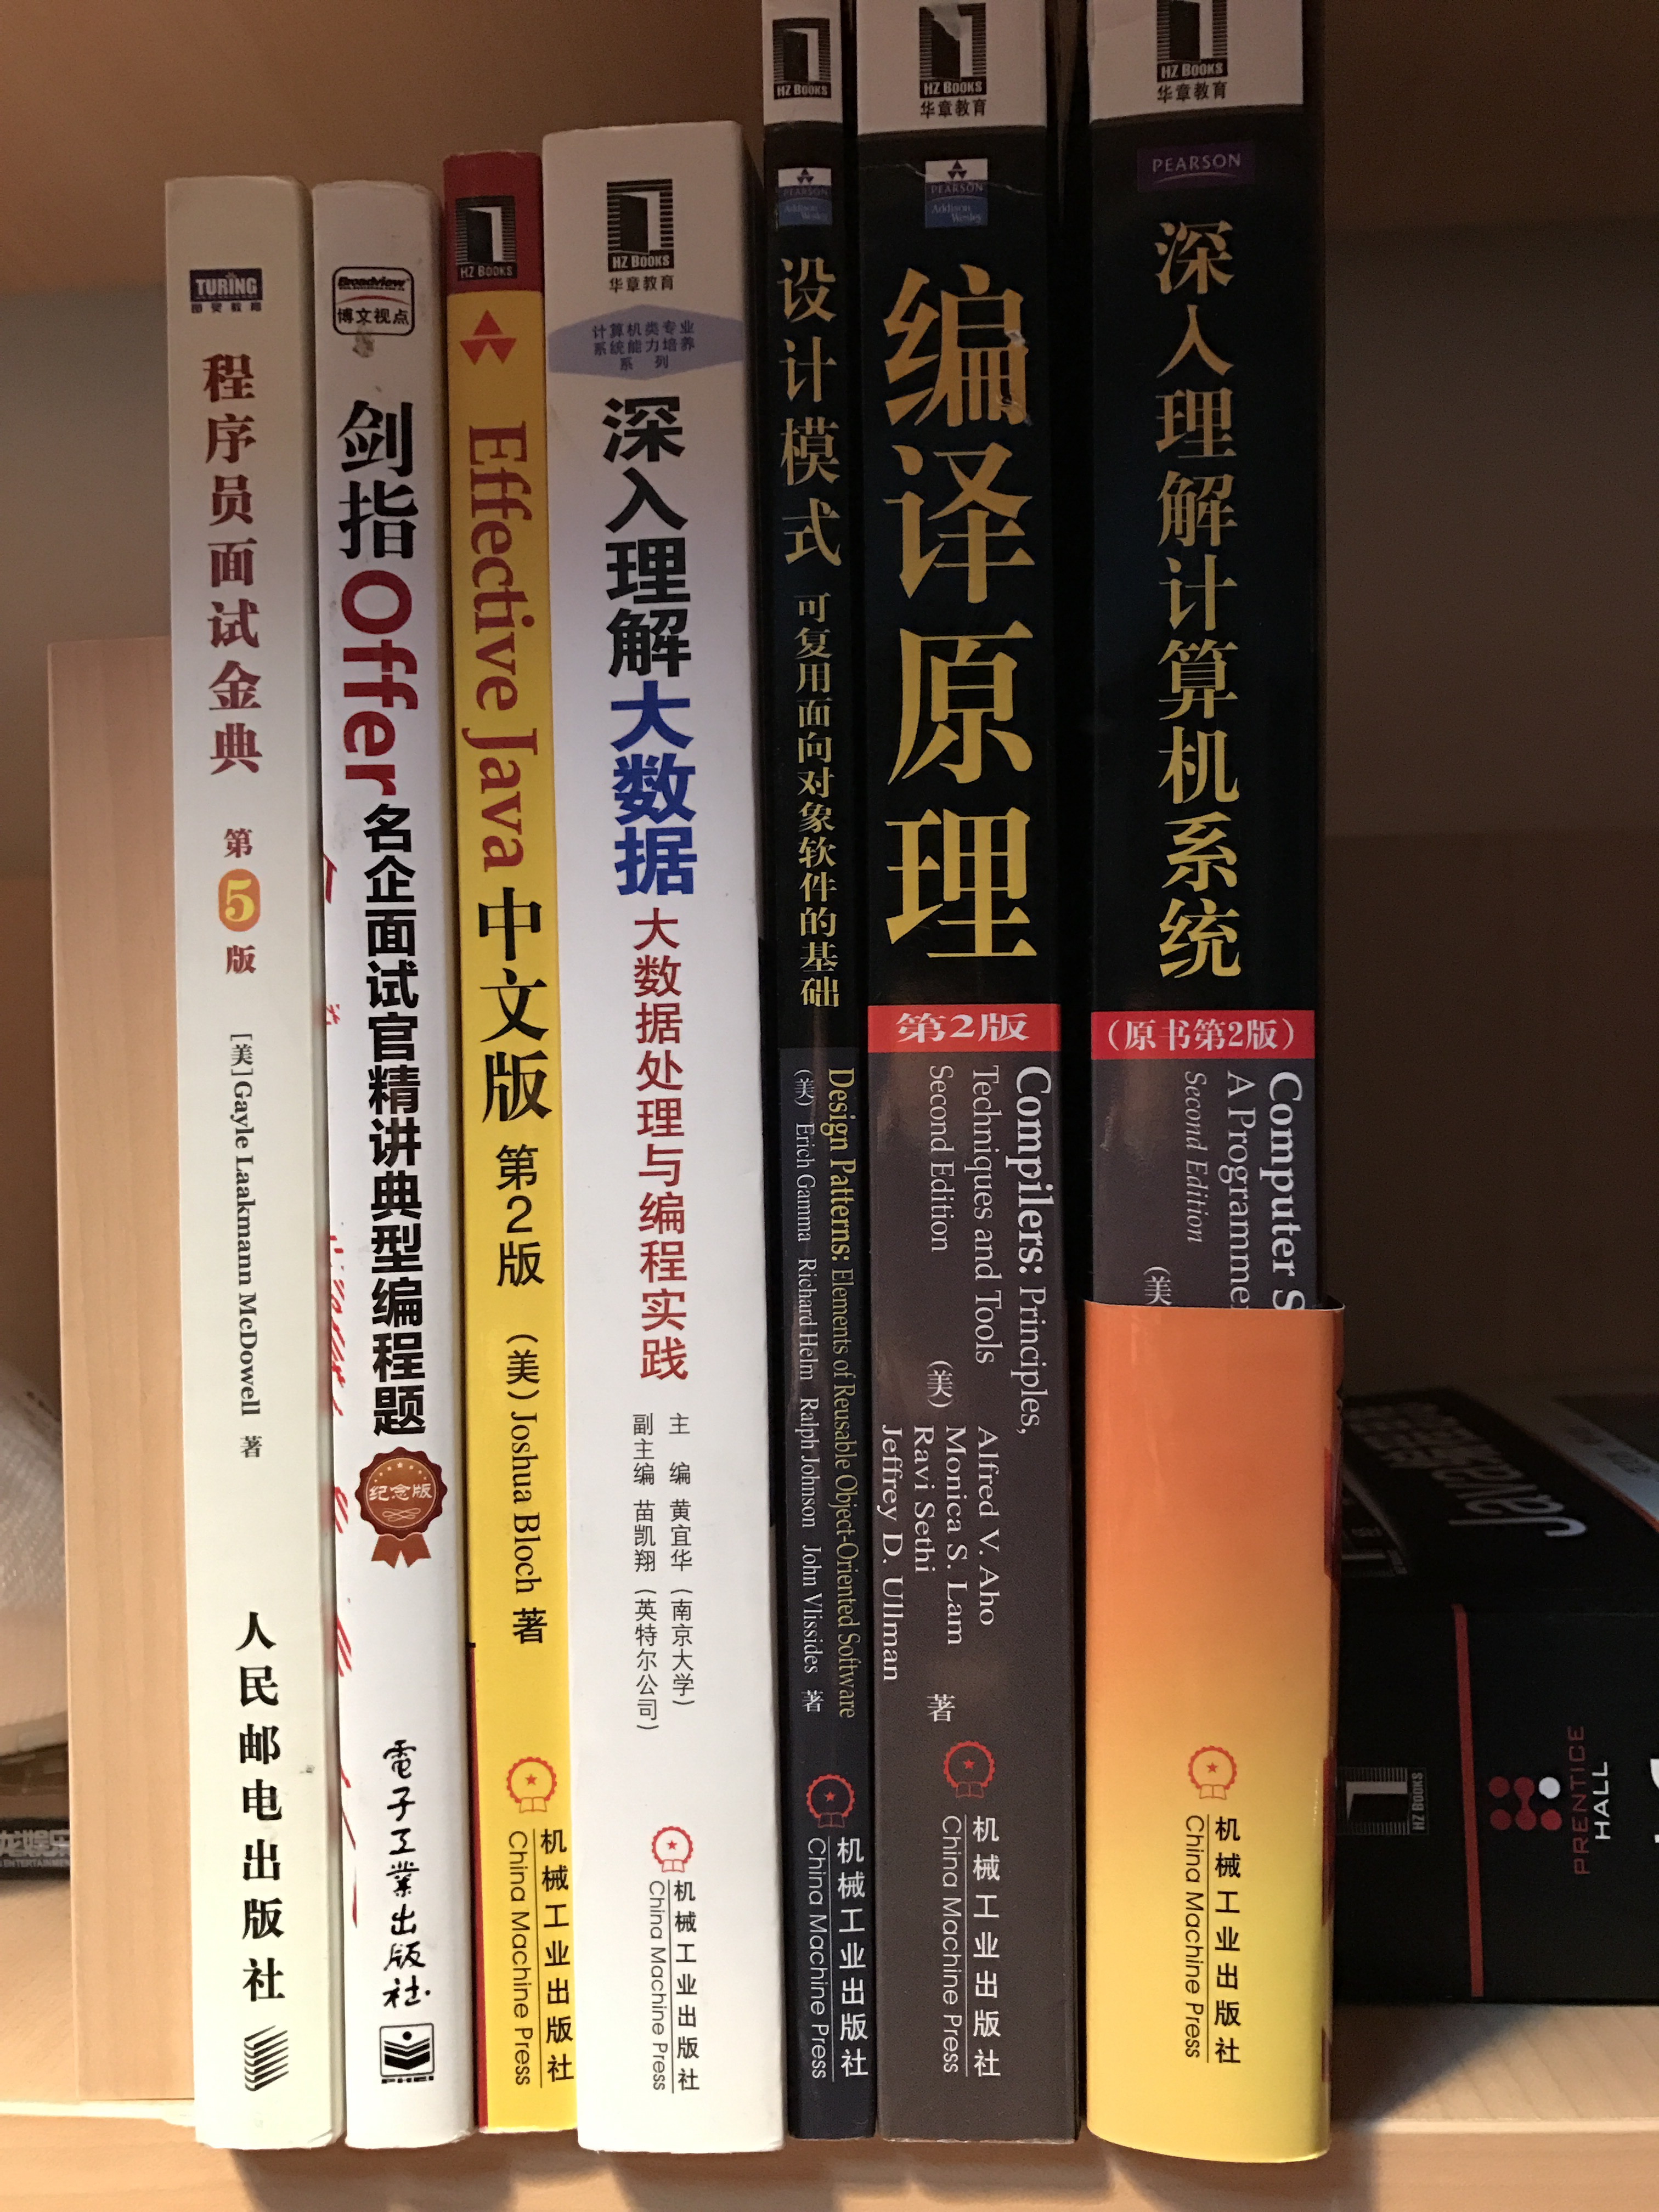 TURING
图灵教育
程序员面试金典
第5版
[美]Gayle Laakmann McDowell 著
人民邮电出版社
Broadview
博文视点
剑指Offer
名企面试官精讲典型编程题
纪念版
電子工業出版社
PHEI
HZ BOOKS
Effective Java
中文版
第2版
(美) Joshua Bloch 著
机械工业出版社
China Machine Press
HZ BOOKS
华章教育
计算机类专业
系统能力培养
系 列
深入理解大数据
大数据处理与编程实践
主 编 黄宜华 (南京大学)
副主编 苗凯翔 (英特尔公司)
机械工业出版社
China Machine Press
HZ BOOKS
PEARSON
Addison
Wesley
设计模式
可复用面向对象软件的基础
Design Patterns: Elements of Reusable Object-Oriented Software
(美) Erich Gamma Richard Helm Ralph Johnson John Vlissides 著
机械工业出版社
China Machine Press
HZ BOOKS
华章教育
PEARSON
Addison
Wesley
编译原理
第2版
Compilers: Principles,
Techniques and Tools
Second Edition
(美)
Alfred V. Aho
Monica S. Lam
Ravi Sethi
Jeffrey D. Ullman
著
机械工业出版社
China Machine Press
HZ BOOKS
华章教育
PEARSON
深入理解计算机系统
(原书第2版)
Computer S
A Programmer
Second Edition
(美
机械工业出版社
China Machine Press
JavaScript
HZ BOOKS
PRENTICE
HALL